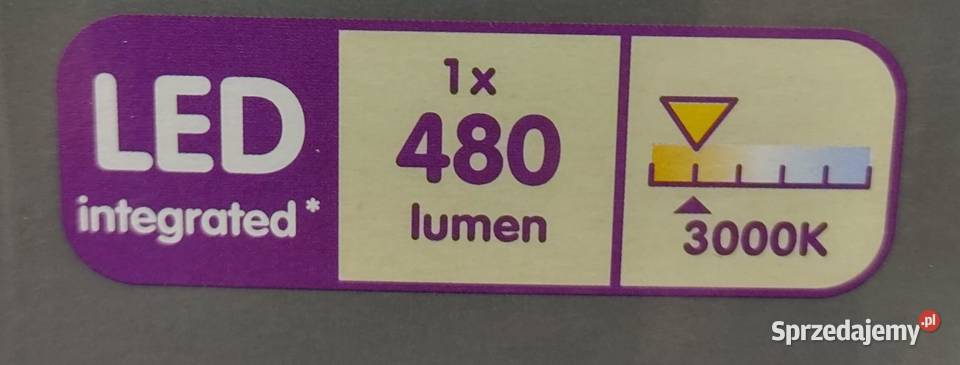 LED
integrated*
1x
480
lumen
3000K
Sprzedajemy.pl